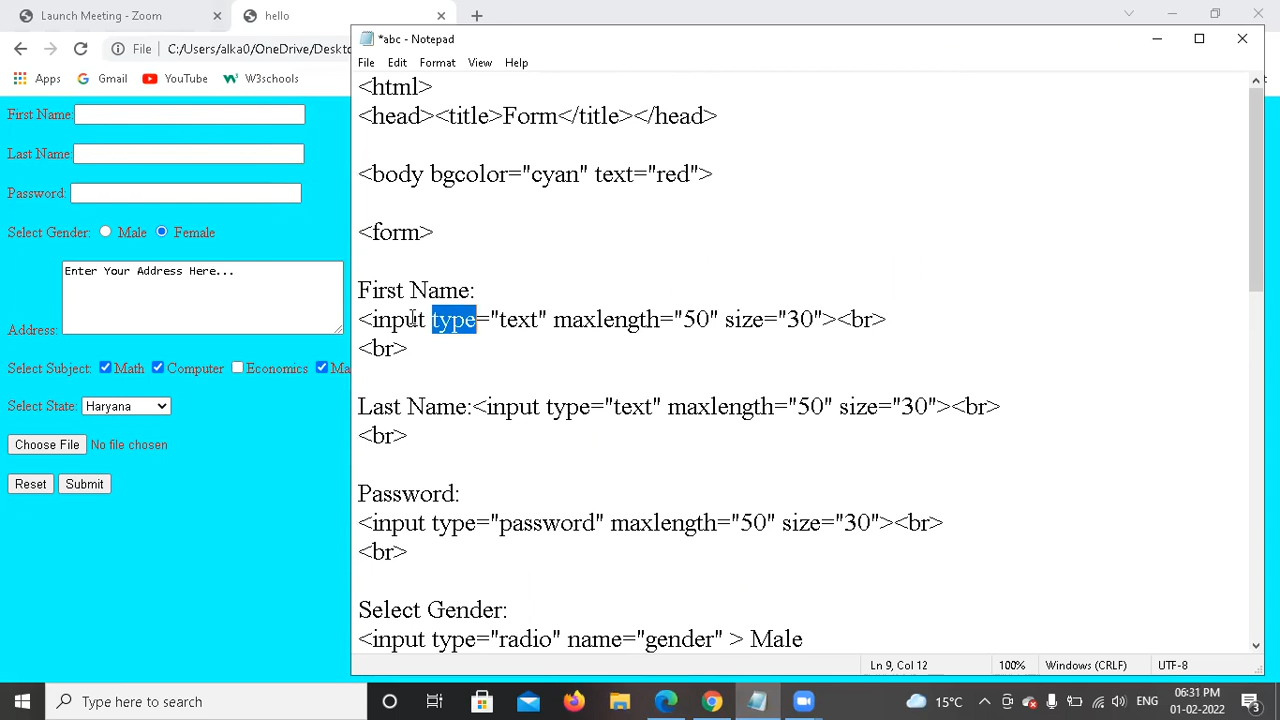 Launch Meeting - Zoom
hello
File
C:/Users/alka0/OneDrive/Deskto
Apps
Gmail
YouTube
W3schools
First Name:
Last Name:
Password:
Select Gender: Male Female
Enter Your Address Here...
Address:
Select Subject: Math Computer Economics Ma
Select State: Haryana
Choose File No file chosen
Reset Submit
*abc - Notepad
File Edit Format View Help
<html>
<head><title>Form</title></head>
<body bgcolor="cyan" text="red">
<form>
First Name:
<input type="text" maxlength="50" size="30"><br>
<br>
Last Name:<input type="text" maxlength="50" size="30"><br>
<br>
Password:
<input type="password" maxlength="50" size="30"><br>
<br>
Select Gender:
<input type="radio" name="gender" > Male
Ln 9, Col 12
100%
Windows (CRLF)
UTF-8
Type here to search
15°C
ENG
06:31 PM
01-02-2022
3